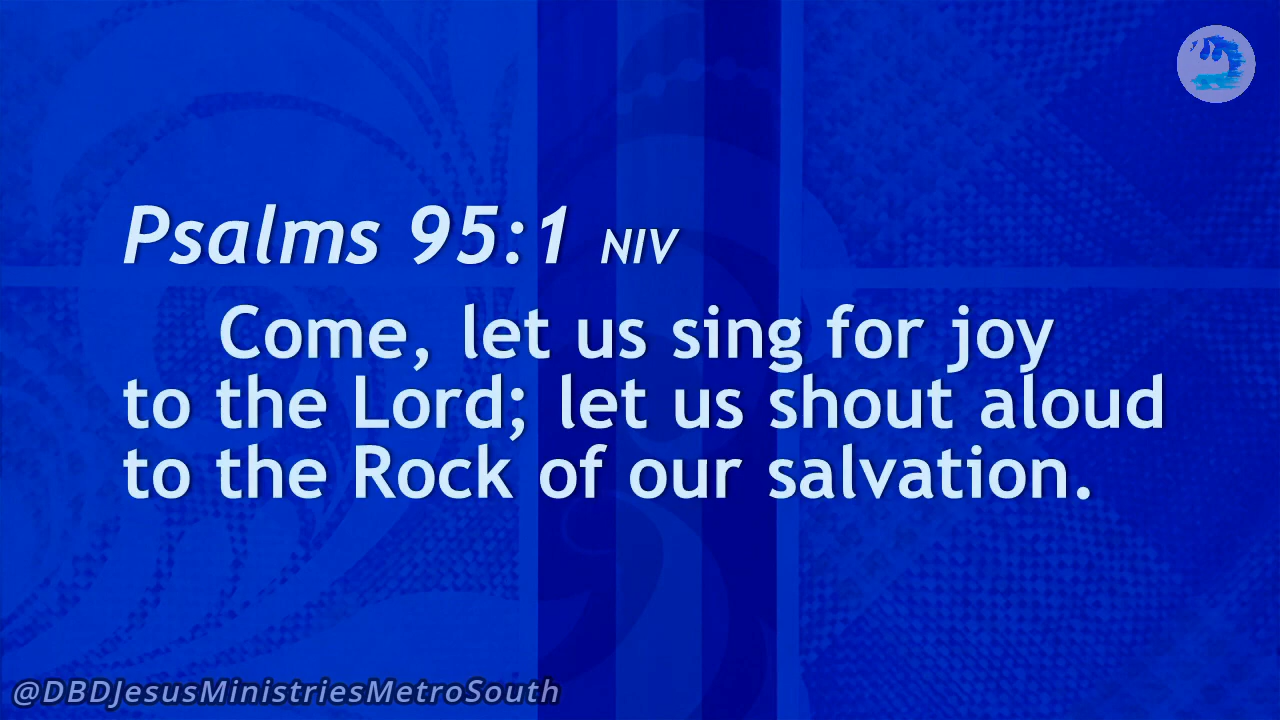 Psalms 95:1 NIV
Come, let us sing for joy
to the Lord; let us shout aloud
to the Rock of our salvation.
@DBDJesusMinistriesMetroSouth